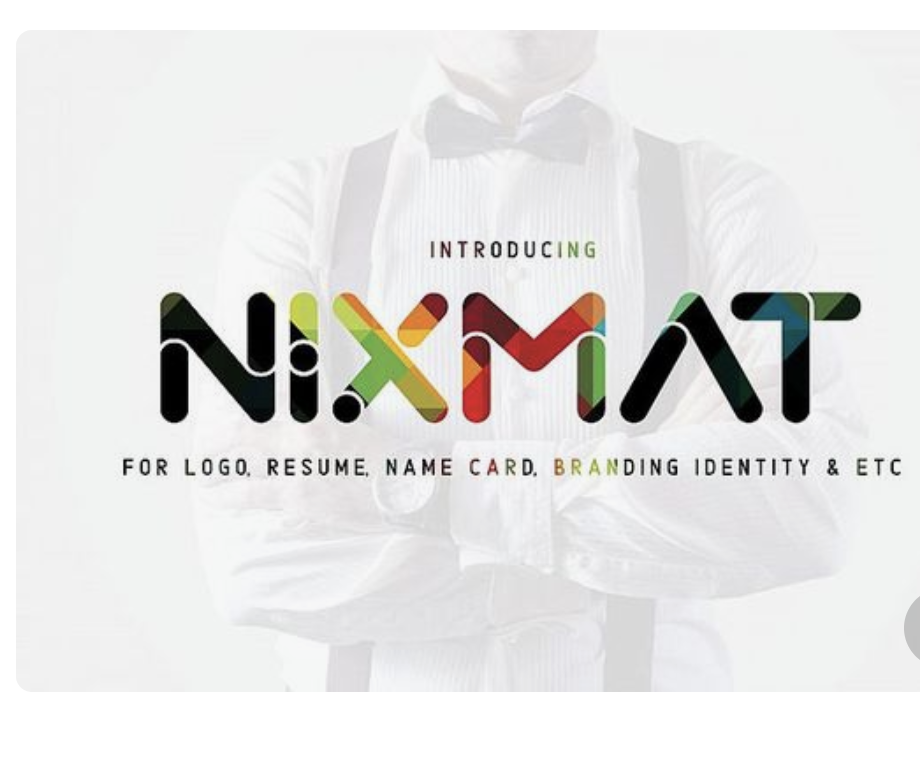 INTRODUCING
NiXMAT
FOR LOGO, RESUME, NAME CARD, BRANDING IDENTITY & ETC